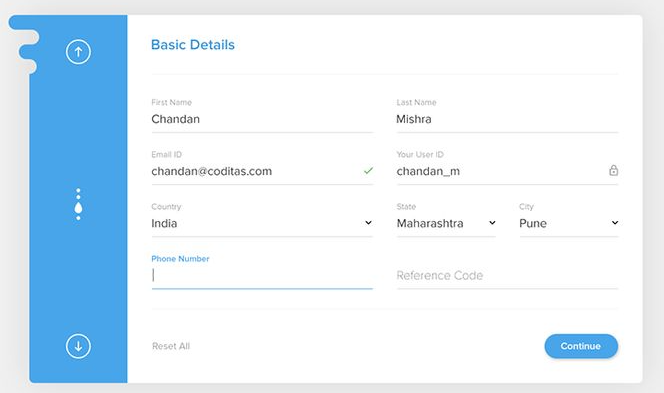 Basic Details
First Name
Last Name
Chandan
Mishra
Email ID
Your User ID
chandan@coditas.com
chandan_m
Country
State
City
India
Maharashtra
Pune
Phone Number
Reference Code
Reset All
Continue